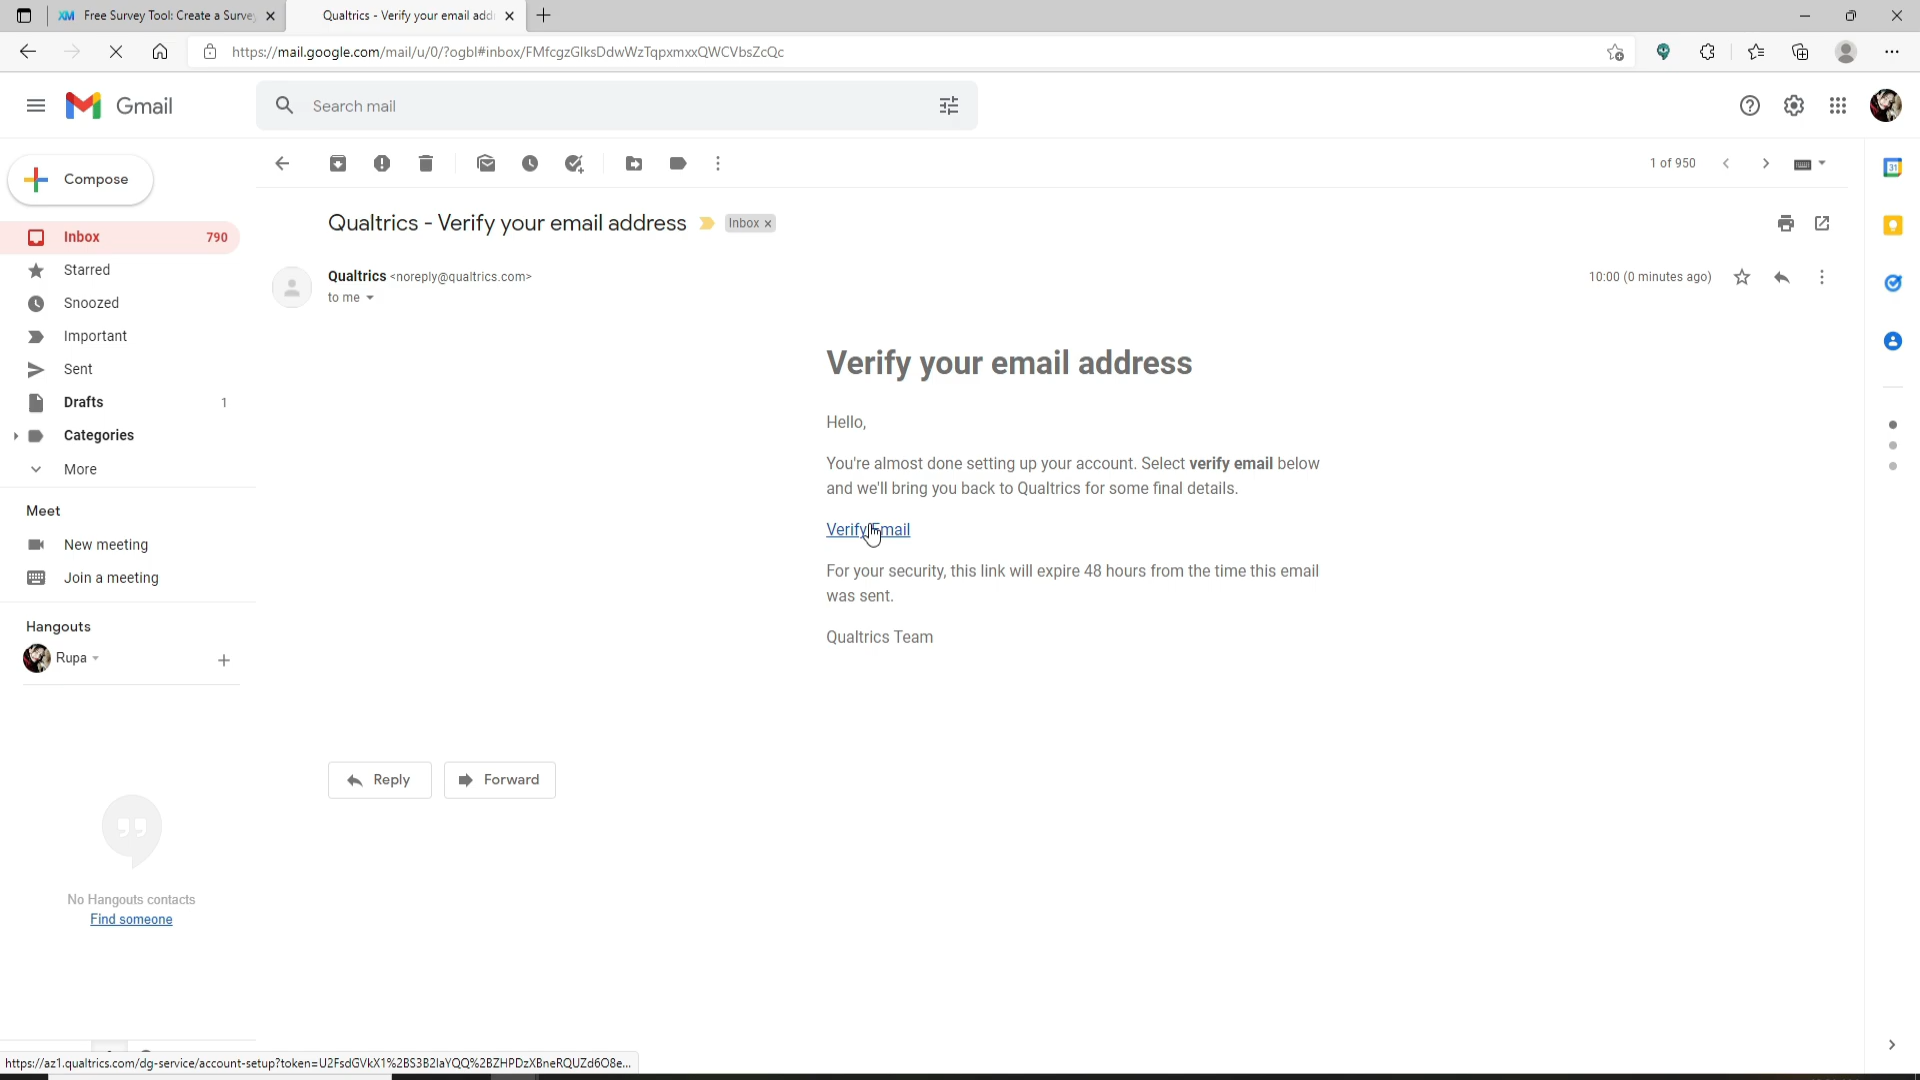 Free Survey Tool: Create a Surve
Qualtrics - Verify your email add
https://mail.google.com/mail/u/0/?ogbl#inbox/FMfcgzGlksDdwWzTqpxmxxQWCVbsZcQc
Gmail
Search mail
Compose
1 of 950
Qualtrics - Verify your email address
Inbox ×
Inbox 790
Starred
Snoozed
Important
Sent
Drafts 1
Categories
More
Qualtrics <noreply@qualtrics.com>
10:00 (0 minutes ago)
to me
Verify your email address
Hello,
You're almost done setting up your account. Select verify email below
and we'll bring you back to Qualtrics for some final details.
Verify Email
For your security, this link will expire 48 hours from the time this email
was sent.
Qualtrics Team
Meet
New meeting
Join a meeting
Hangouts
Rupa
Reply
Forward
No Hangouts contacts
Find someone
31
https://az1.qualtrics.com/dg-service/account-setup?token=U2FsdGVkX1%2BS3B2laYQQ%2BZHPDzXBneRQUZd6O8e...